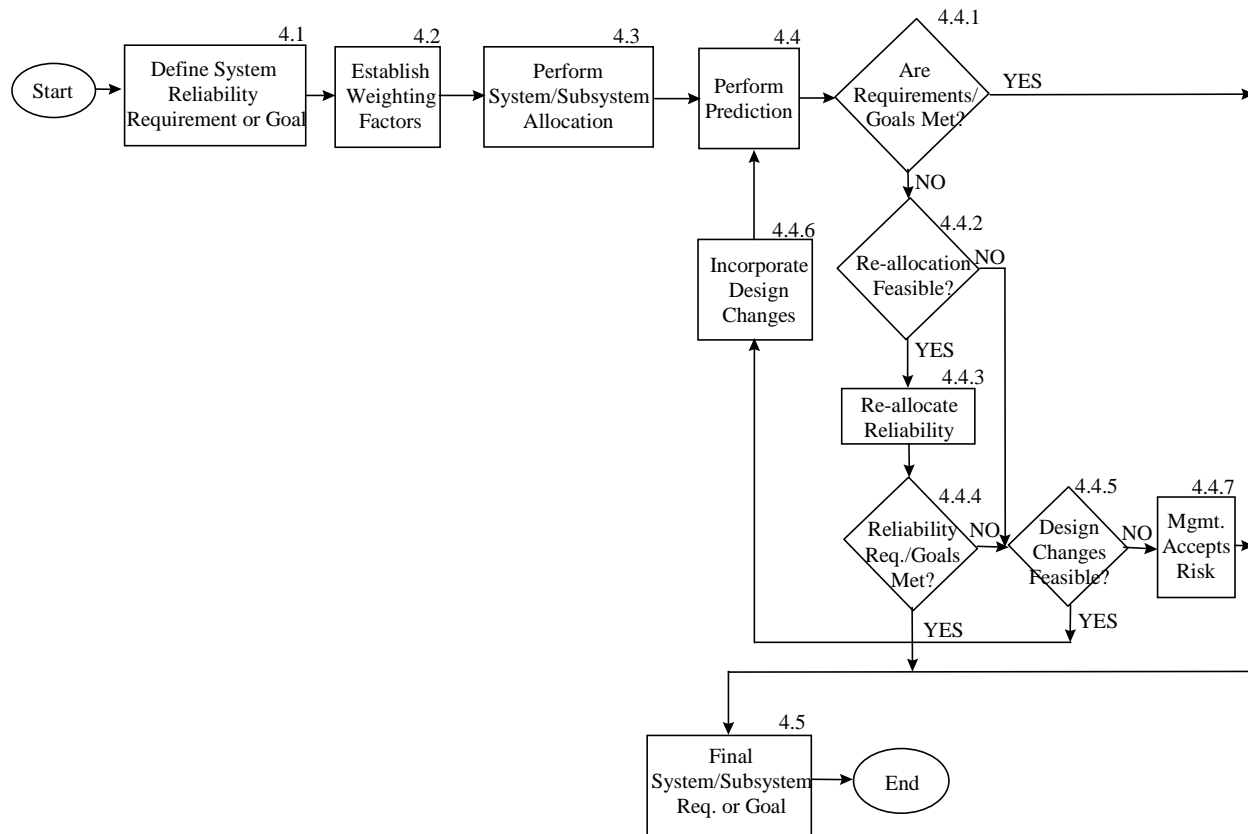 4.1
4.2
4.3
4.4
4.4.1
Start
Define System
Reliability
Requirement or Goal
Establish
Weighting
Factors
Perform
System/Subsystem
Allocation
Perform
Prediction
Are
Requirements/
Goals Met?
YES
NO
4.4.2
Re-allocation
Feasible?
NO
4.4.6
Incorporate
Design
Changes
YES
4.4.3
Re-allocate
Reliability
4.4.4
Reliability
Req./Goals
Met?
NO
4.4.5
Design
Changes
Feasible?
NO
4.4.7
Mgmt.
Accepts
Risk
YES
YES
4.5
Final
System/Subsystem
Req. or Goal
End